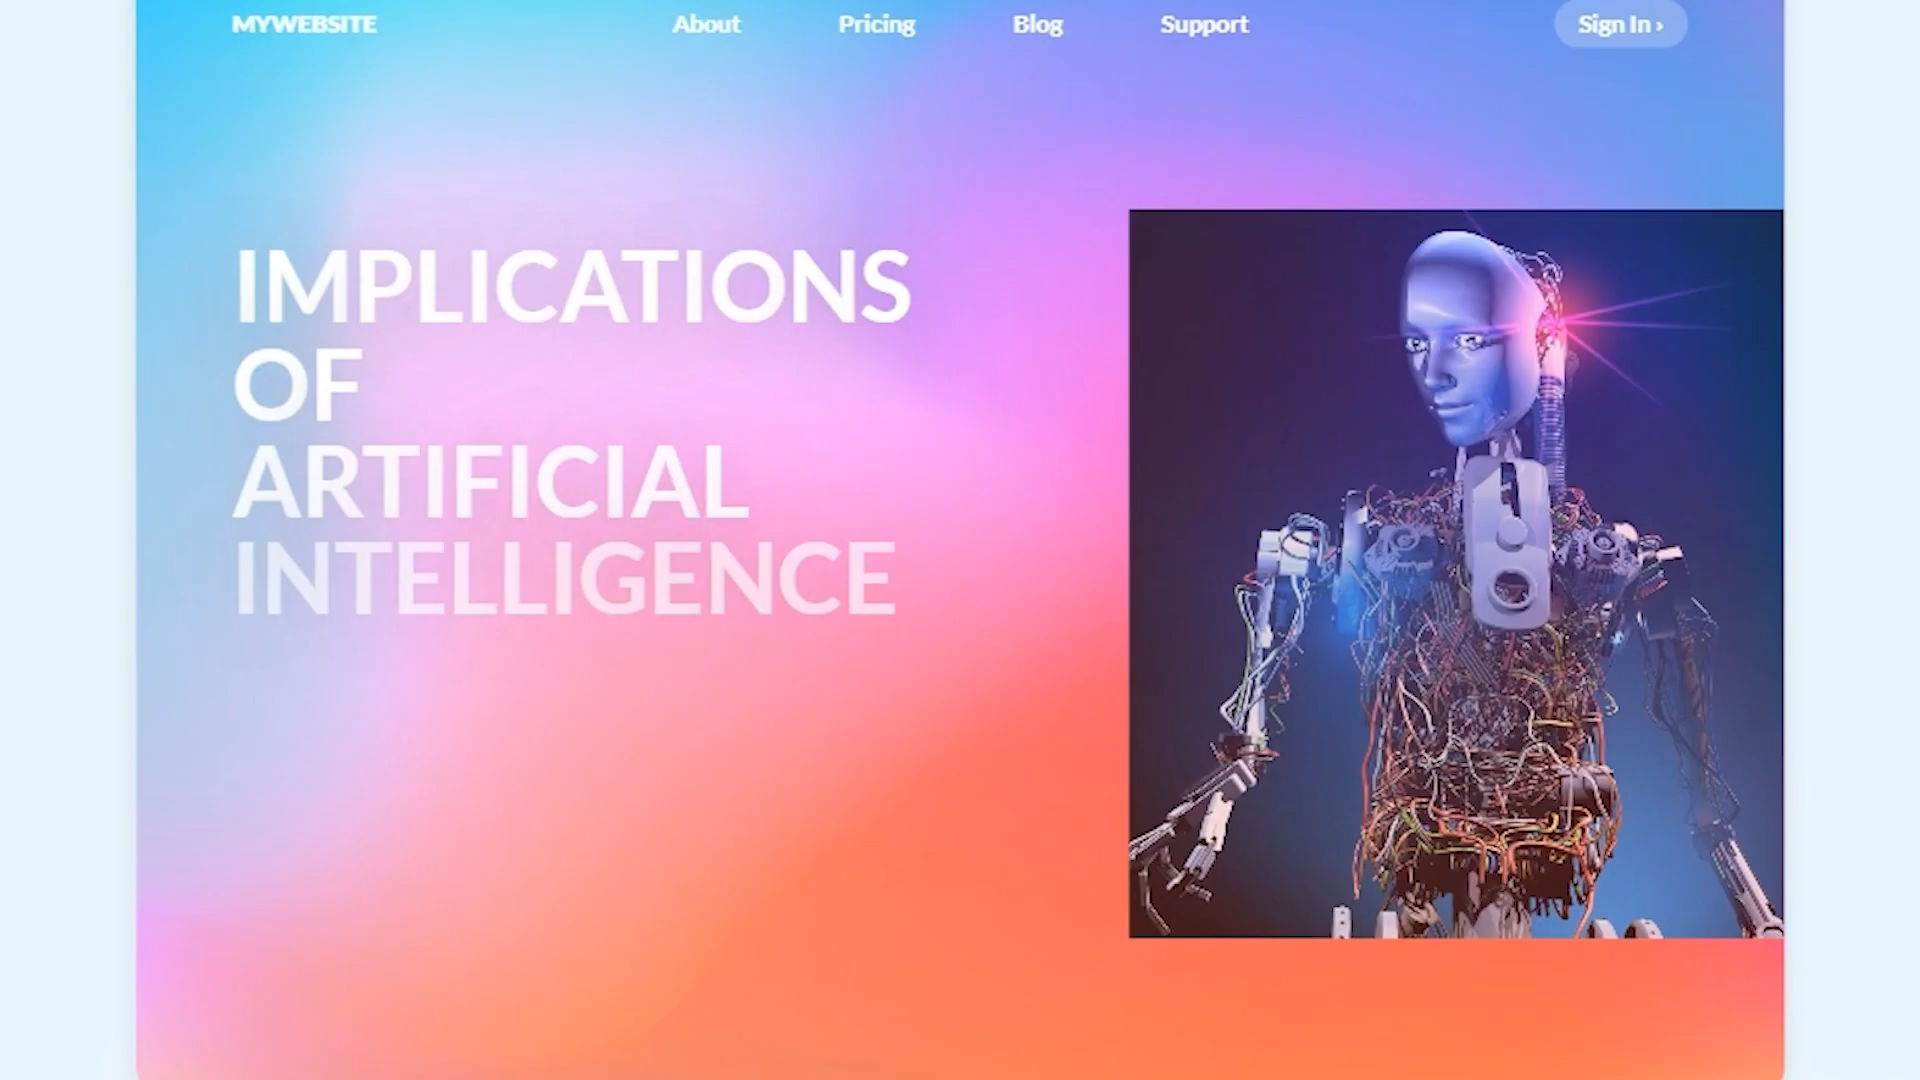 MYWEBSITE
About
Pricing
Blog
Support
Sign In ›
IMPLICATIONS
OF
ARTIFICIAL
INTELLIGENCE